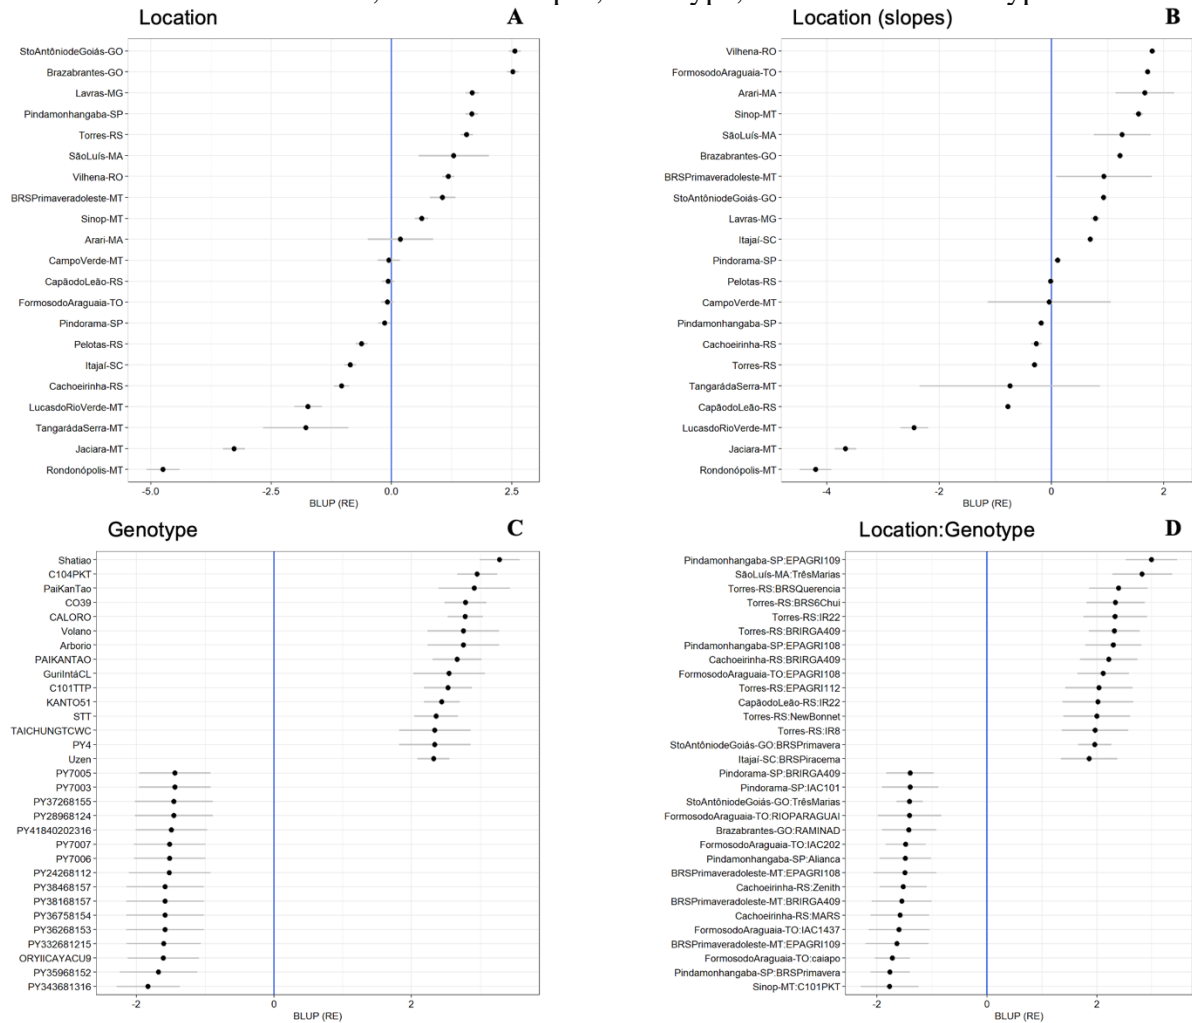 Location A
StoAntôniodeGoiás-GO
Brazabrantes-GO
Lavras-MG
Pindamonhangaba-SP
Torres-RS
SãoLuís-MA
Vilhena-RO
BRSPrimaveradoleste-MT
Sinop-MT
Arari-MA
CampoVerde-MT
CapãodoLeão-RS
FormosodoAraguaia-TO
Pindorama-SP
Pelotas-RS
Itajaí-SC
Cachoeirinha-RS
LucasdoRioVerde-MT
TangarádaSerra-MT
Jaciara-MT
Rondonópolis-MT
-5.0 -2.5 0.0 2.5
BLUP (RE)
Location (slopes) B
Vilhena-RO
FormosodoAraguaia-TO
Arari-MA
Sinop-MT
SãoLuís-MA
Brazabrantes-GO
BRSPrimaveradoleste-MT
StoAntôniodeGoiás-GO
Lavras-MG
Itajaí-SC
Pindorama-SP
Pelotas-RS
CampoVerde-MT
Pindamonhangaba-SP
Cachoeirinha-RS
Torres-RS
TangarádaSerra-MT
CapãodoLeão-RS
LucasdoRioVerde-MT
Jaciara-MT
Rondonópolis-MT
-4 -2 0 2
BLUP (RE)
Genotype C
Shatiao
C104PKT
PaiKanTao
CO39
CALORO
Volano
Arborio
PAIKANTAO
GuriIntáCL
C101TTP
KANTO51
STT
TAICHUNGTCWC
PY4
Uzen
PY7005
PY7003
PY37268155
PY28968124
PY41840202316
PY7007
PY7006
PY24268112
PY38468157
PY38168157
PY36758154
PY36268153
PY332681215
ORYIICAYACU9
PY35968152
PY343681316
-2 0 2
BLUP (RE)
Location:Genotype D
Pindamonhangaba-SP:EPAGRI109
SãoLuís-MA:TrêsMarias
Torres-RS:BRSQuerencia
Torres-RS:BRS6Chui
Torres-RS:IR22
Torres-RS:BRIRGA409
Pindamonhangaba-SP:EPAGRI108
Cachoeirinha-RS:BRIRGA409
FormosodoAraguaia-TO:EPAGRI108
Torres-RS:EPAGRI112
CapãodoLeão-RS:IR22
Torres-RS:NewBonnet
Torres-RS:IR8
StoAntôniodeGoiás-GO:BRSPrimavera
Itajaí-SC:BRSPiracema
Pindorama-SP:BRIRGA409
Pindorama-SP:IAC101
StoAntôniodeGoiás-GO:TrêsMarias
FormosodoAraguaia-TO:RIOPARAGUAI
Brazabrantes-GO:RAMINAD
FormosodoAraguaia-TO:IAC202
Pindamonhangaba-SP:Alianca
BRSPrimaveradoleste-MT:EPAGRI108
Cachoeirinha-RS:Zenith
BRSPrimaveradoleste-MT:BRIRGA409
Cachoeirinha-RS:MARS
FormosodoAraguaia-TO:IAC1437
BRSPrimaveradoleste-MT:EPAGRI109
FormosodoAraguaia-TO:caiapo
Pindamonhangaba-SP:BRSPrimavera
Sinop-MT:C101PKT
-2 0 2
BLUP (RE)